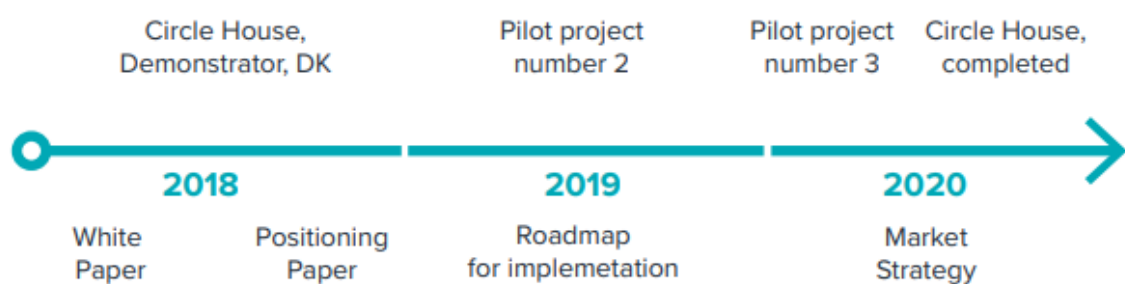 Circle House,
Demonstrator, DK
Pilot project
number 2
Pilot project
number 3
Circle House,
completed
2018
2019
2020
White
Paper
Positioning
Paper
Roadmap
for implemetation
Market
Strategy